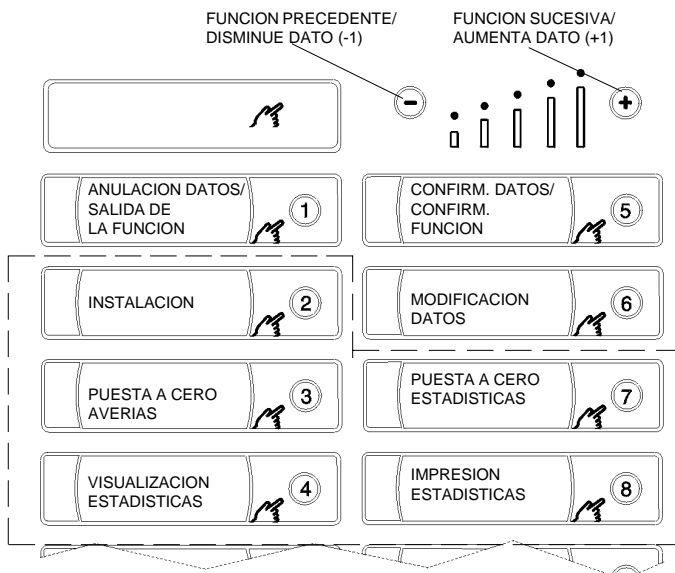 FUNCION PRECEDENTE/
DISMINUE DATO (-1)
FUNCION SUCESIVA/
AUMENTA DATO (+1)
-
+
ANULACION DATOS/
SALIDA DE
LA FUNCION
1
CONFIRM. DATOS/
CONFIRM.
FUNCION
5
INSTALACION
2
MODIFICACION
DATOS
6
PUESTA A CERO
AVERIAS
3
PUESTA A CERO
ESTADISTICAS
7
VISUALIZACION
ESTADISTICAS
4
IMPRESION
ESTADISTICAS
8